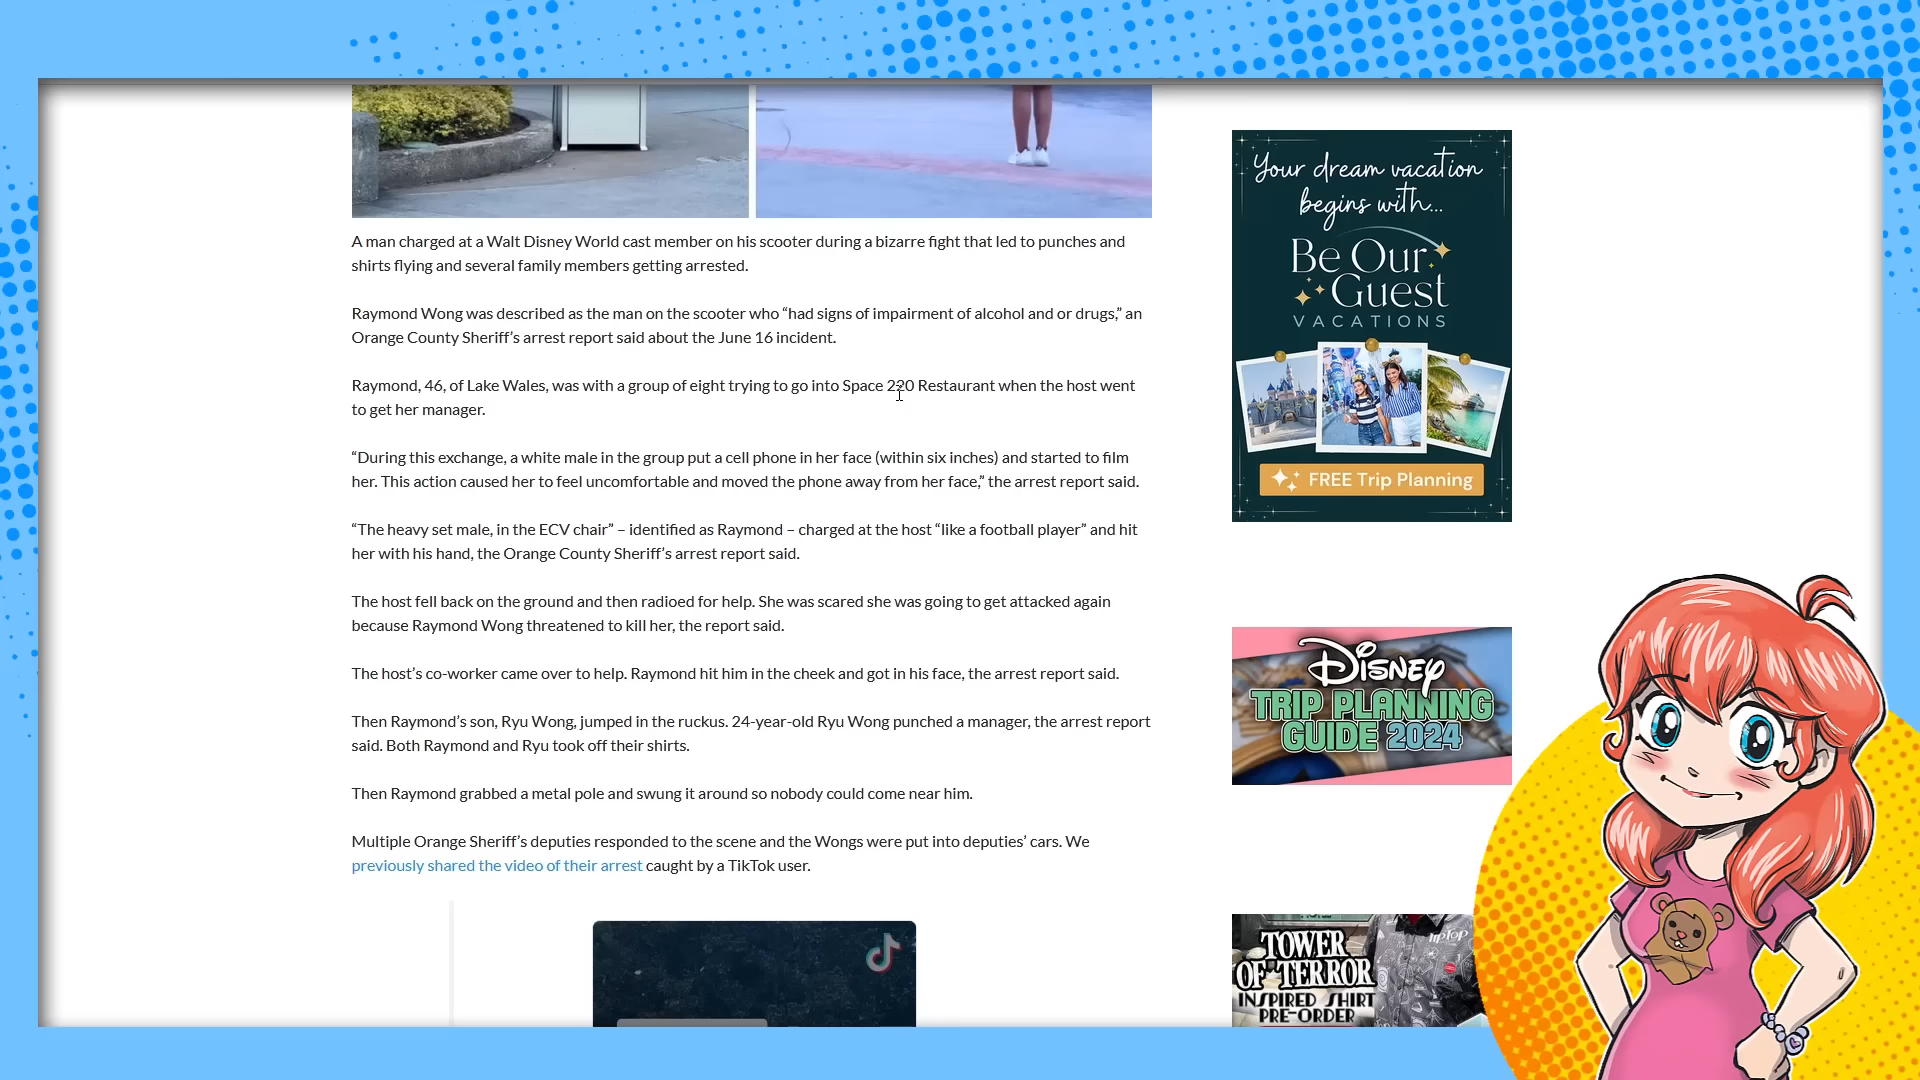 A man charged at a Walt Disney World cast member on his scooter during a bizarre fight that led to punches and
shirts flying and several family members getting arrested.
Raymond Wong was described as the man on the scooter who “had signs of impairment of alcohol and or drugs,” an
Orange County Sheriff’s arrest report said about the June 16 incident.
Raymond, 46, of Lake Wales, was with a group of eight trying to go into Space 220 Restaurant when the host went
to get her manager.
“During this exchange, a white male in the group put a cell phone in her face (within six inches) and started to film
her. This action caused her to feel uncomfortable and moved the phone away from her face,” the arrest report said.
“The heavy set male, in the ECV chair” – identified as Raymond – charged at the host “like a football player” and hit
her with his hand, the Orange County Sheriff’s arrest report said.
The host fell back on the ground and then radioed for help. She was scared she was going to get attacked again
because Raymond Wong threatened to kill her, the report said.
The host’s co-worker came over to help. Raymond hit him in the cheek and got in his face, the arrest report said.
Then Raymond’s son, Ryu Wong, jumped in the ruckus. 24-year-old Ryu Wong punched a manager, the arrest report
said. Both Raymond and Ryu took off their shirts.
Then Raymond grabbed a metal pole and swung it around so nobody could come near him.
Multiple Orange Sheriff’s deputies responded to the scene and the Wongs were put into deputies’ cars. We
previously shared the video of their arrest caught by a TikTok user.
Your dream vacation
begins with...
Be Our
Guest
VACATIONS
FREE Trip Planning
Disney
TRIP PLANNING
GUIDE 2024
TOWER
OF TERROR
INSPIRED SHIRT
PRE-ORDER
TipTop